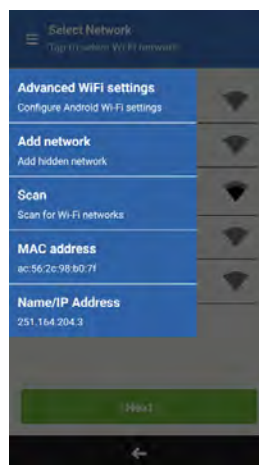 Select Network
Tap to select Wi-Fi network
Advanced WiFi settings
Configure Android Wi-Fi settings
Add network
Add hidden network
Scan
Scan for Wi-Fi networks
MAC address
ac:56:2c:98:b0:7f
Name/IP Address
251.164.204.3
Next